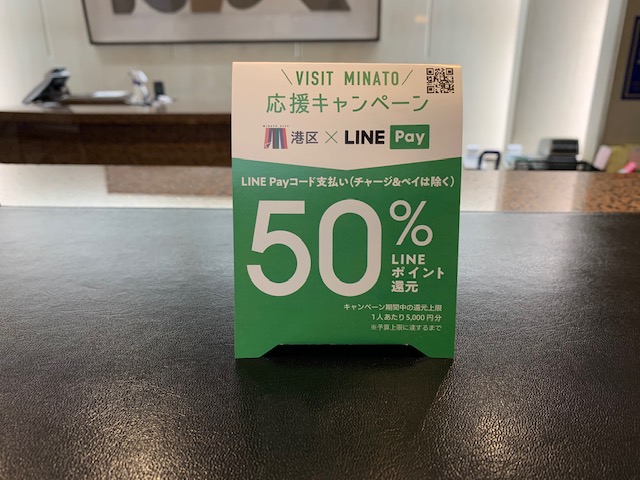 ＼VISIT MINATO／
応援キャンペーン
MINATO CITY
港区 × LINE Pay
LINE Payコード支払い(チャージ&ペイは除く)
50%
LINE
ポイント
還元
キャンペーン期間中の還元上限
1人あたり5,000円分
※予算上限に達するまで